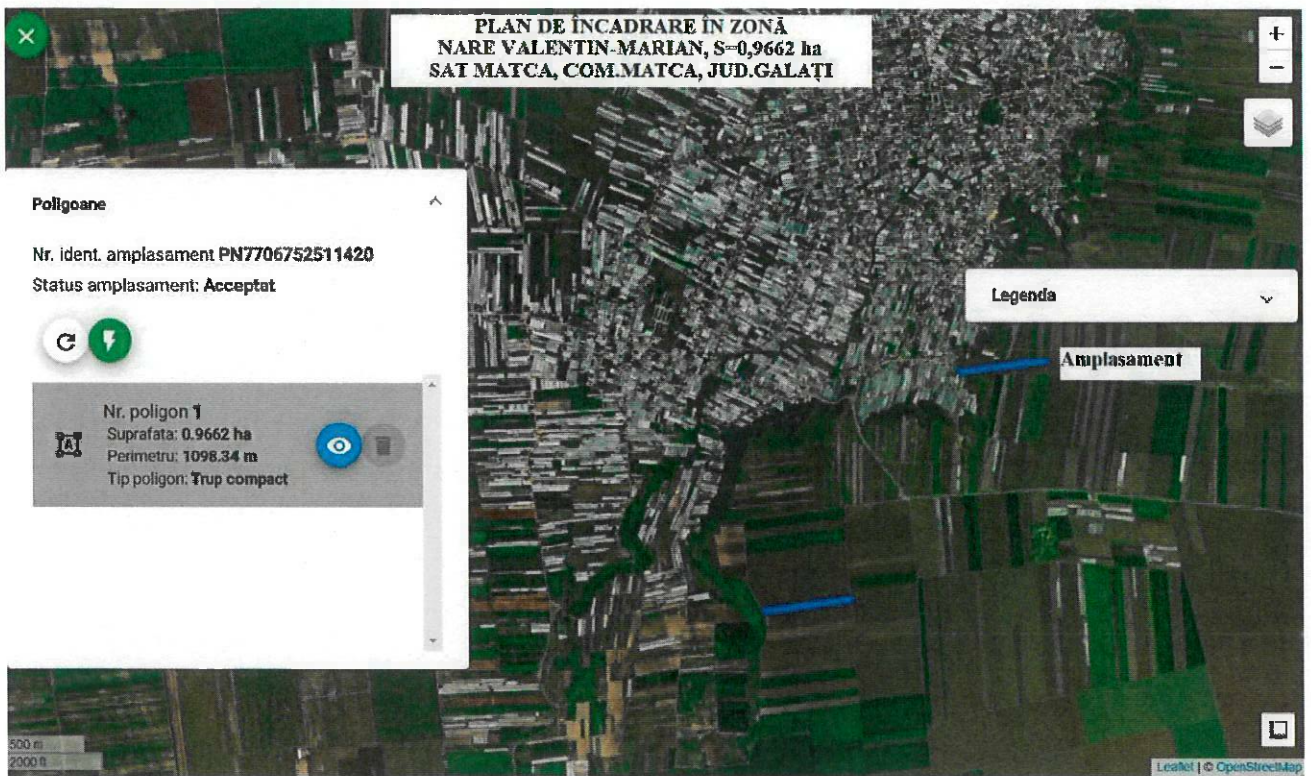 PLAN DE ÎNCADRARE ÎN ZONĂ
NARE VALENTIN-MARIAN, S=0,9662 ha
SAT MATCA, COM.MATCA, JUD.GALAȚI
+
−
Poligoane
Nr. ident. amplasament PN7706752511420
Status amplasament: Acceptat
Legenda
Amplasament
Nr. poligon 1
Suprafata: 0.9662 ha
Perimetru: 1098.34 m
Tip poligon: Trup compact
500 m
2000 ft
Leaflet | © OpenStreetMap